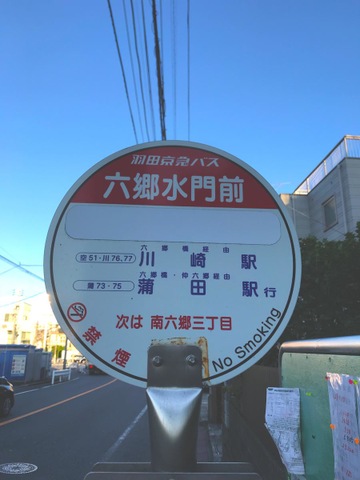 羽田京急バス
六郷水門前
六郷橋経由
空51・川76,77 川崎駅
六郷橋・仲六郷経由
蒲73-75 蒲田駅行
次は 南六郷三丁目
禁煙
No Smoking